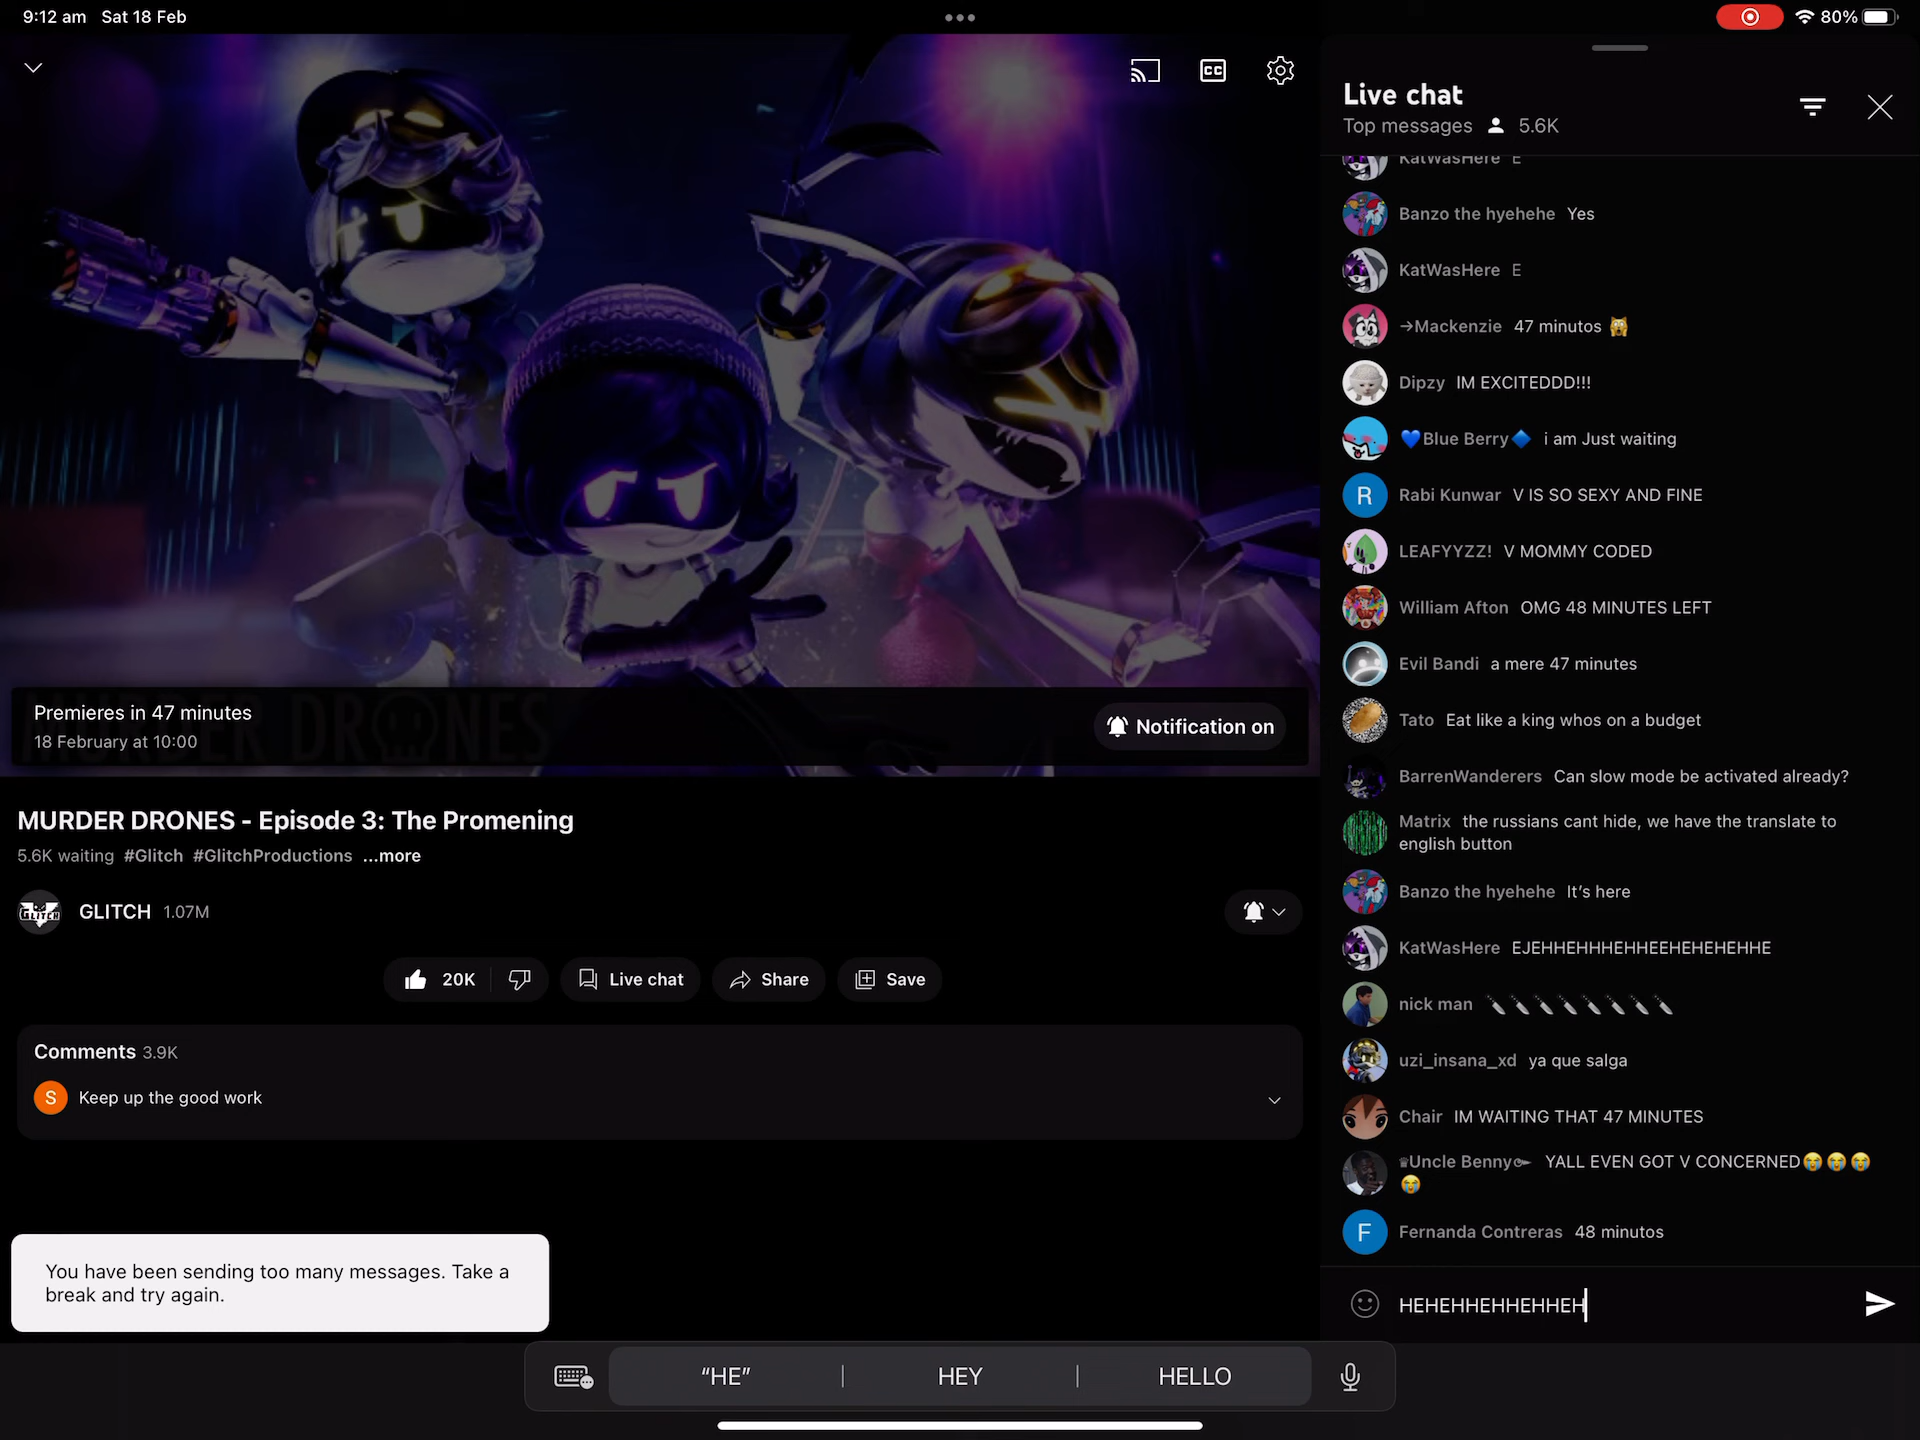 9:12 am Sat 18 Feb
80%
CC
Premieres in 47 minutes
18 February at 10:00
Notification on
MURDER DRONES
MURDER DRONES - Episode 3: The Promening
5.6K waiting #Glitch #GlitchProductions ...more
GLITCH
GLITCH 1.07M
20K
Live chat
Share
Save
Comments 3.9K
S
Keep up the good work
You have been sending too many messages. Take a
break and try again.
Live chat
Top messages 5.6K
KatWasHere E
Banzo the hyehehe Yes
KatWasHere E
→Mackenzie 47 minutos 🙀
Dipzy IM EXCITEDDD!!!
💙Blue Berry🔷 i am Just waiting
R
Rabi Kunwar V IS SO SEXY AND FINE
LEAFYYZZ! V MOMMY CODED
William Afton OMG 48 MINUTES LEFT
Evil Bandi a mere 47 minutes
Tato Eat like a king whos on a budget
BarrenWanderers Can slow mode be activated already?
Matrix the russians cant hide, we have the translate to
english button
Banzo the hyehehe It's here
KatWasHere EJEHHEHHHEHHEEHEHEHEHHE
nick man 🔪🔪🔪🔪🔪🔪🔪🔪
uzi_insana_xd ya que salga
Chair IM WAITING THAT 47 MINUTES
♛Uncle Benny YALL EVEN GOT V CONCERNED😭😭😭
😭
F
Fernanda Contreras 48 minutos
HEHEHHEHHEHHEH
“HE”
HEY
HELLO